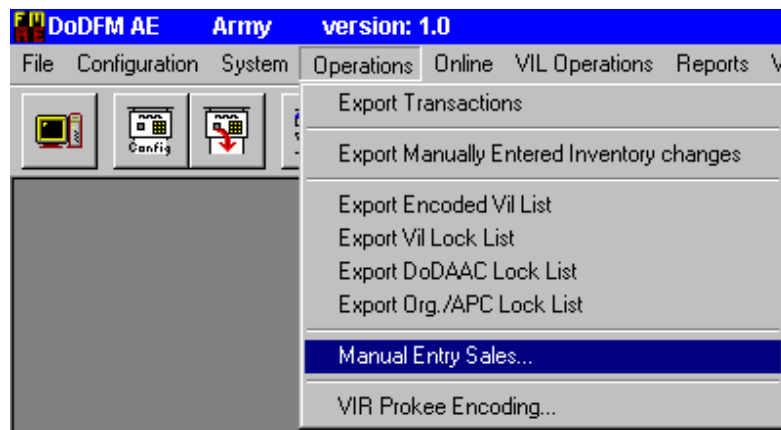 FM AE DoDFM AE Army version: 1.0
File Configuration System Operations Online VIL Operations Reports
Config
Export Transactions
Export Manually Entered Inventory changes
Export Encoded Vil List
Export Vil Lock List
Export DoDAAC Lock List
Export Org./APC Lock List
Manual Entry Sales...
VIR Prokee Encoding...